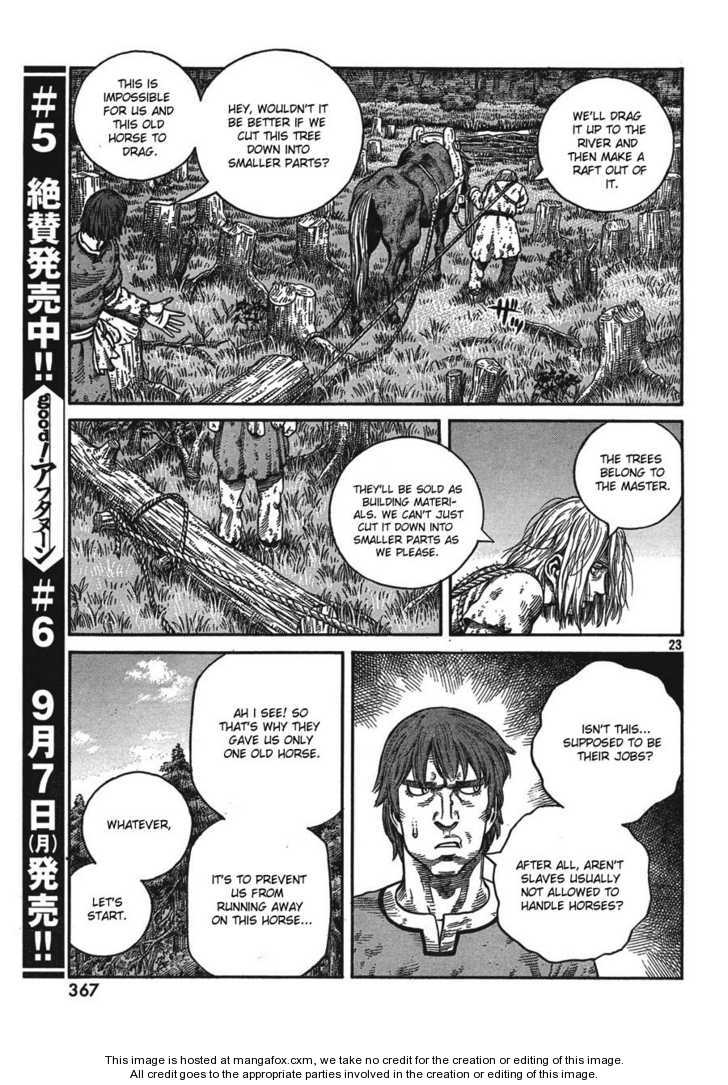 WE'LL DRAG
IT UP TO THE
RIVER AND
THEN MAKE A
RAFT OUT OF
IT.
HEY, WOULDN'T IT
BE BETTER IF WE
CUT THIS TREE
DOWN INTO
SMALLER PARTS?
THIS IS
IMPOSSIBLE
FOR US AND
THIS OLD
HORSE TO
DRAG.
THE TREES
BELONG TO
THE MASTER.
THEY'LL BE SOLD AS
BUILDING MATERI-
ALS. WE CAN'T JUST
CUT IT DOWN INTO
SMALLER PARTS AS
WE PLEASE.
23
ISN'T THIS...
SUPPOSED TO BE
THEIR JOBS?
AFTER ALL, AREN'T
SLAVES USUALLY
NOT ALLOWED TO
HANDLE HORSES?
AH I SEE! SO
THAT'S WHY THEY
GAVE US ONLY
ONE OLD HORSE.
IT'S TO PREVENT
US FROM
RUNNING AWAY
ON THIS HORSE...
WHATEVER,
LET'S
START.
#5 絶賛発売中!! good!アフタヌーン #6 9月7日(月)発売!!
367
This image is hosted at mangafox.cxm, we take no credit for the creation or editing of this image.
All credit goes to the appropriate parties involved in the creation or editing of this image.